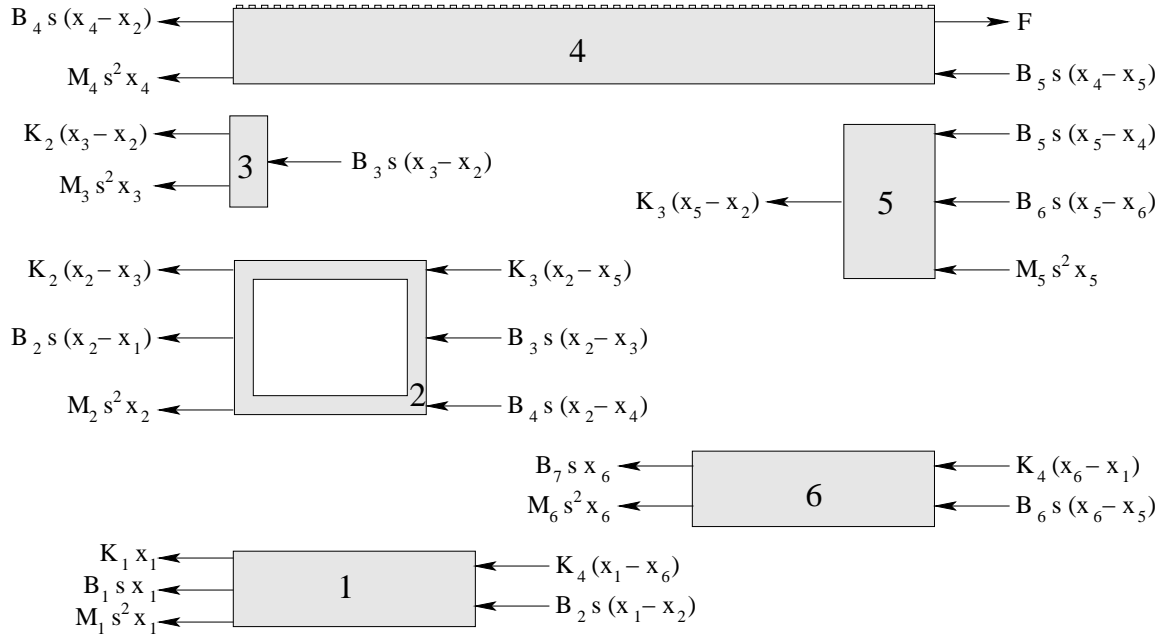 B₄ s (x₄– x₂)
4
F
M₄ s² x₄
B₅ s (x₄– x₅)
K₂ (x₃– x₂)
3
B₃ s (x₃– x₂)
M₃ s² x₃
B₅ s (x₅– x₄)
K₃ (x₅– x₂)
5
B₆ s (x₅– x₆)
M₅ s² x₅
K₂ (x₂– x₃)
K₃ (x₂– x₅)
B₂ s (x₂– x₁)
B₃ s (x₂– x₃)
M₂ s² x₂
2
B₄ s (x₂– x₄)
B₇ s x₆
6
K₄ (x₆– x₁)
M₆ s² x₆
B₆ s (x₆– x₅)
K₁ x₁
K₄ (x₁– x₆)
B₁ s x₁
1
B₂ s (x₁– x₂)
M₁ s² x₁